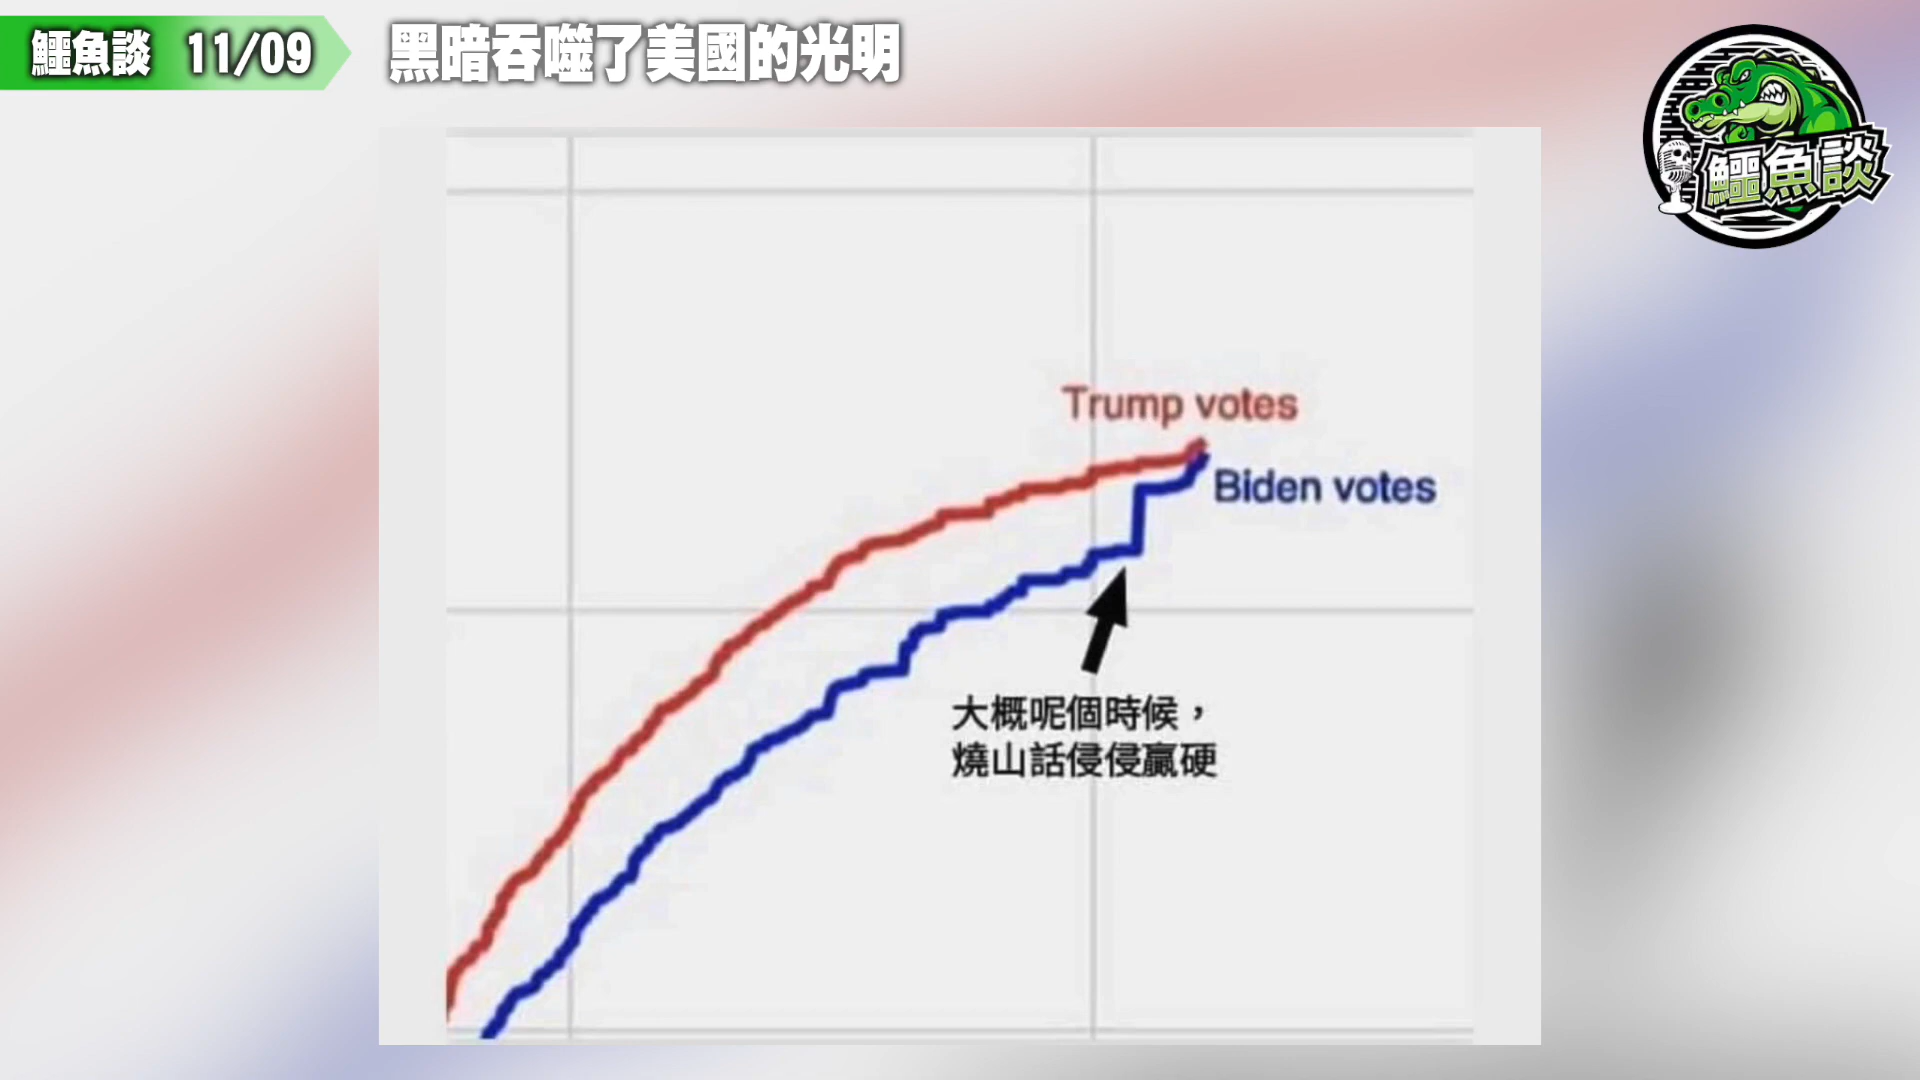 鱷魚談 11/09
黑暗吞噬了美國的光明
鱷魚談
Trump votes
Biden votes
大概呢個時候，
燒山話侵侵贏硬